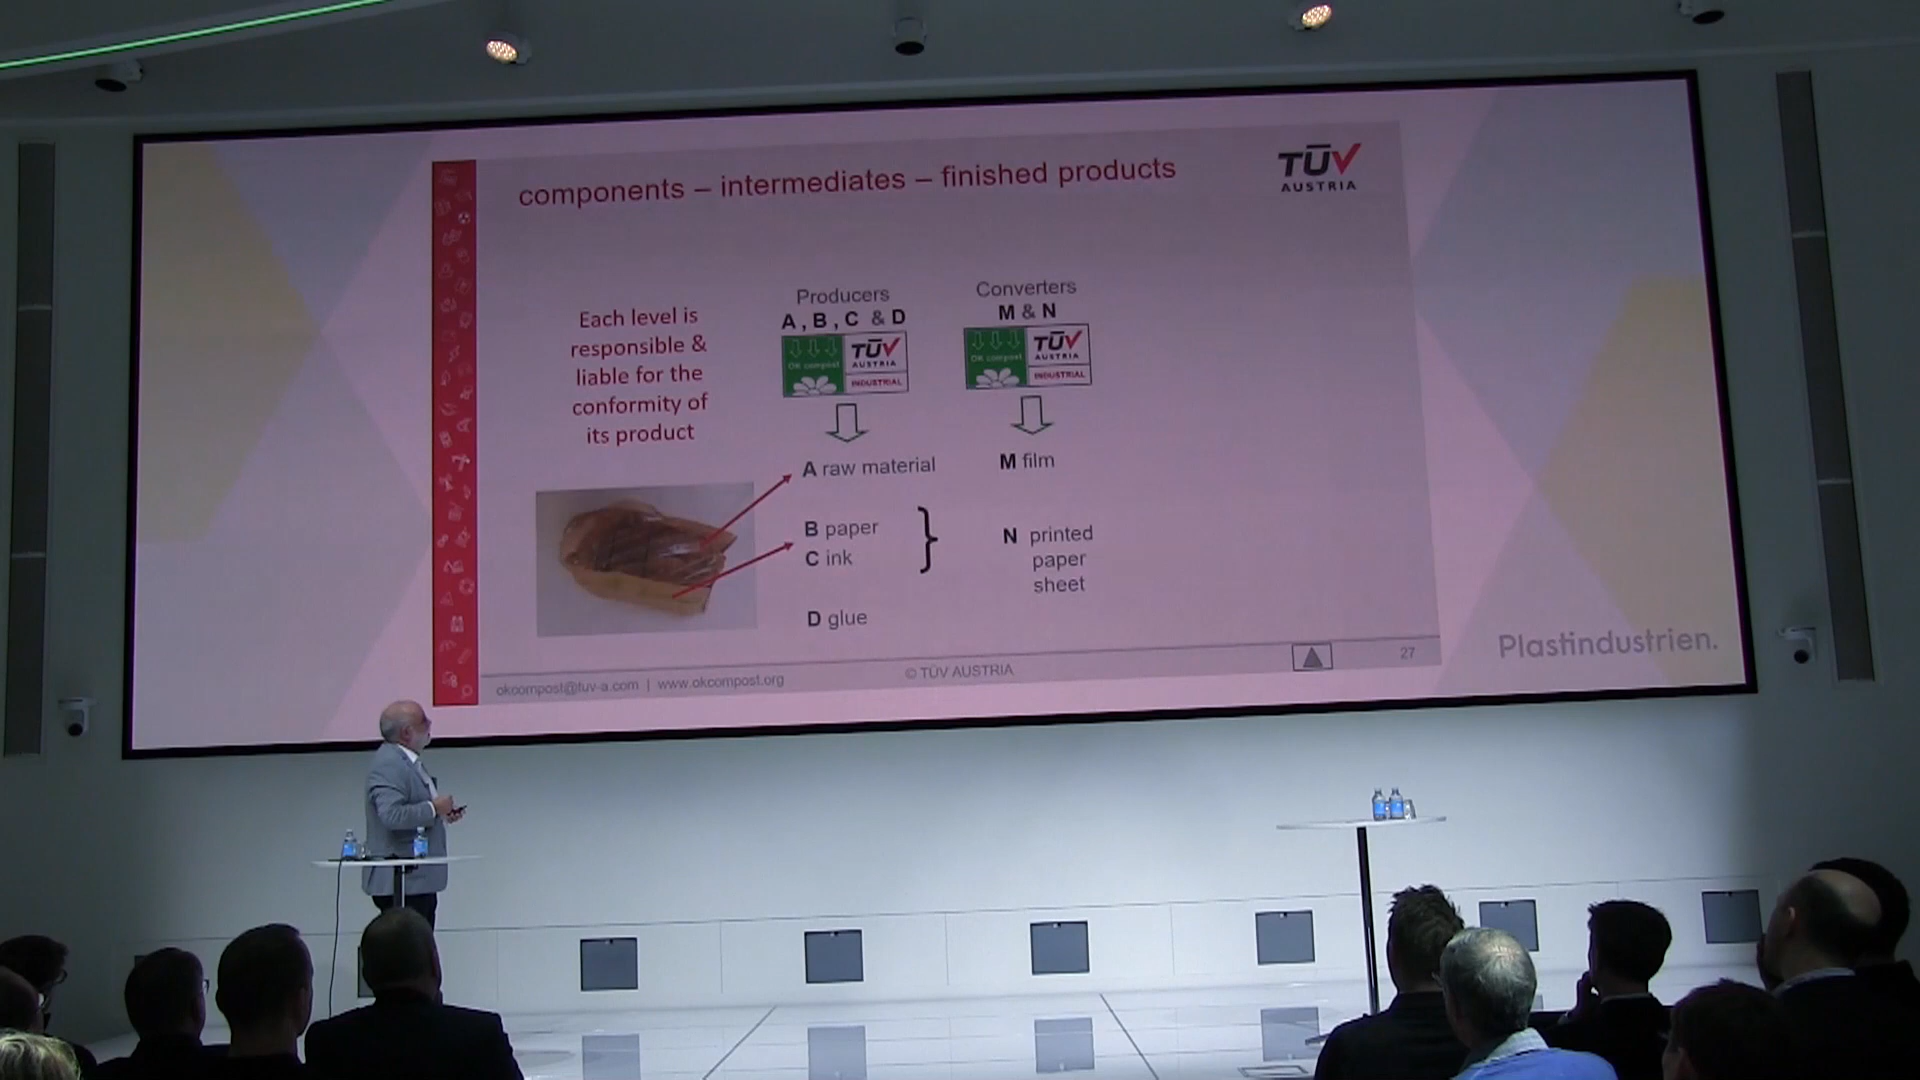 components – intermediates – finished products
TÜV
AUSTRIA
Each level is
responsible &
liable for the
conformity of
its product
Producers
A , B , C & D
OK compost
TÜV
AUSTRIA
INDUSTRIAL
Converters
M & N
OK compost
TÜV
AUSTRIA
INDUSTRIAL
A raw material
M film
B paper
C ink
}
N printed
paper
sheet
D glue
okcompost@tuv-a.com | www.okcompost.org
© TÜV AUSTRIA
27
Plastindustrien.